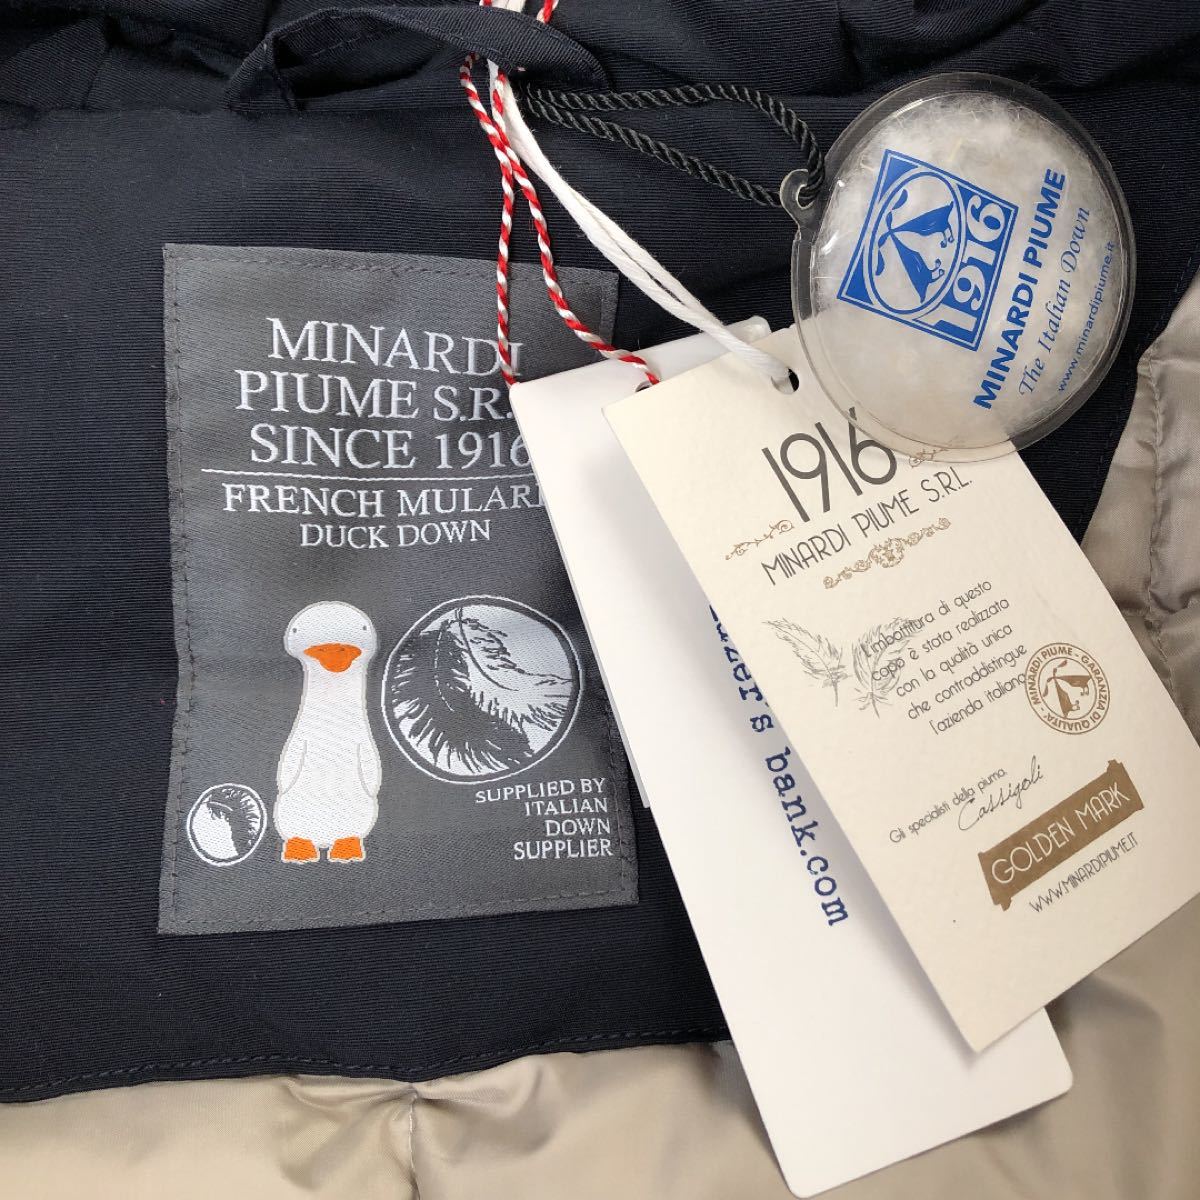 MINARDI
PIUME S.R.
SINCE 1916
FRENCH MULARD
DUCK DOWN
SUPPLIED BY
ITALIAN
DOWN
SUPPLIER
1916
MINARDI PIUME
The Italian Down
www.minardipiume.it
1916
MINARDI PIUME S.R.L.
L'imbottitura di questo
capo è stata realizzata
con la qualità unica
che contraddistingue
l'azienda italiana
MINARDI PIUME - GARANZIA DI QUALITA'
Gli specialisti della piuma.
Cassigoli
GOLDEN MARK
WWW.MINARDIPIUME.IT
azer's bank.com